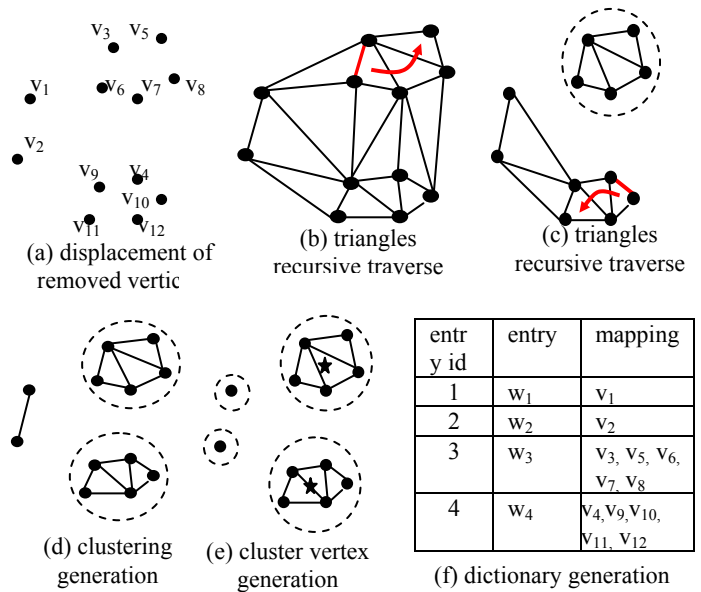 v3 v5
v1 v6 v7 v8
v2
v9 v4
v10
v11 v12
(a) displacement of
removed vertic
(b) triangles
recursive traverse
(c) triangles
recursive traverse
(d) clustering
generation
(e) cluster vertex
generation
entr
y id
entry
mapping
1 w1 v1
2 w2 v2
3 w3 v3, v5, v6,
v7, v8
4 w4 v4,v9,v10,
v11, v12
(f) dictionary generation